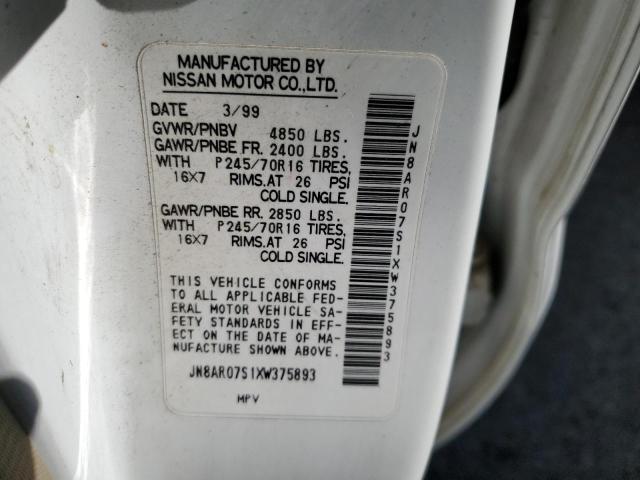 MANUFACTURED BY
NISSAN MOTOR CO.,LTD.
DATE 3/99
GVWR/PNBV 4850 LBS.
GAWR/PNBE FR. 2400 LBS.
WITH P245/70R16 TIRES,
16X7 RIMS.AT 26 PSI
COLD SINGLE.
GAWR/PNBE RR. 2850 LBS.
WITH P245/70R16 TIRES,
16X7 RIMS.AT 26 PSI
COLD SINGLE.
THIS VEHICLE CONFORMS
TO ALL APPLICABLE FED-
ERAL MOTOR VEHICLE SA-
FETY STANDARDS IN EFF-
ECT ON THE DATE OF MA-
NUFACTURE SHOWN ABOVE.
JN8AR07S1XW375893
MPV
JN8AR07S1XW375893